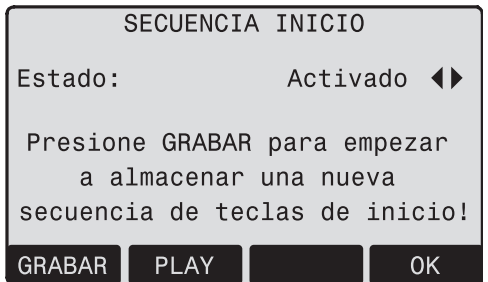 SECUENCIA INICIO
Estado: Activado
Presione GRABAR para empezar
a almacenar una nueva
secuencia de teclas de inicio!
GRABAR PLAY OK